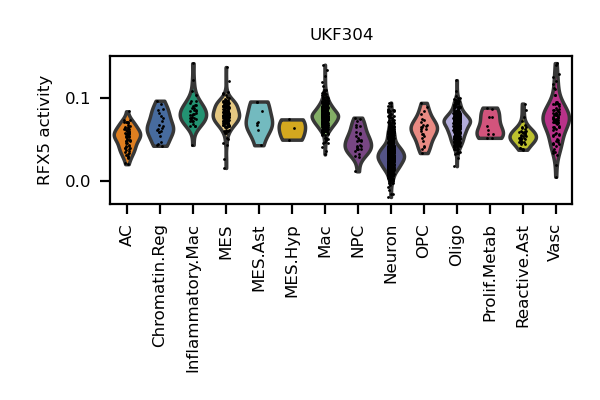 UKF304
RFX5 activity
0.1
0.0
AC
Chromatin.Reg
Inflammatory.Mac
MES
MES.Ast
MES.Hyp
Mac
NPC
Neuron
OPC
Oligo
Prolif.Metab
Reactive.Ast
Vasc